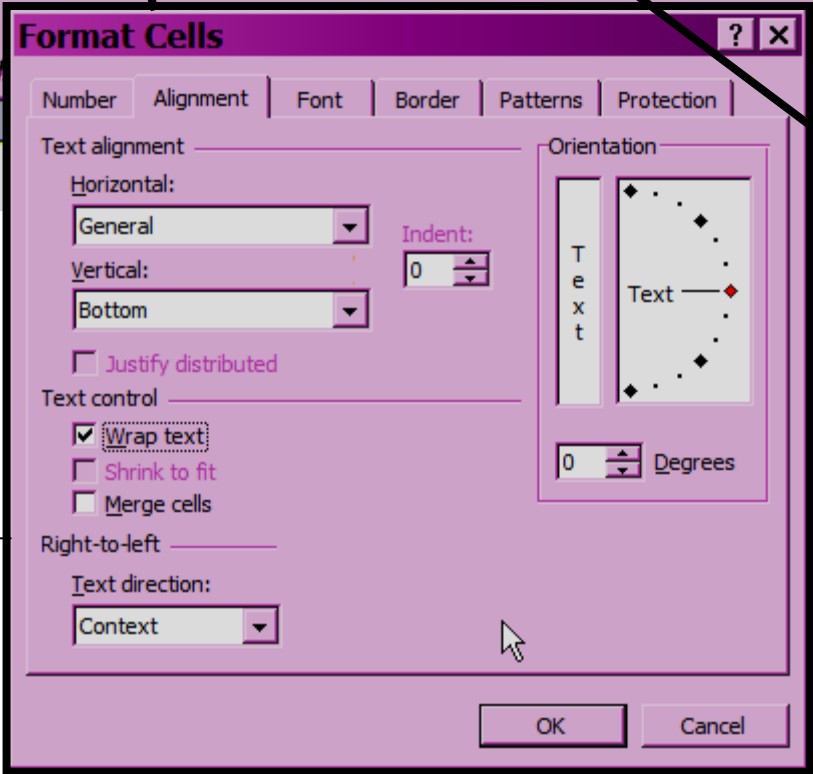 Format Cells ? X
Number Alignment Font Border Patterns Protection
Text alignment
Horizontal:
General
Vertical:
Bottom
Indent:
0
Justify distributed
Text control
Wrap text
Shrink to fit
Merge cells
Right-to-left
Text direction:
Context
Orientation
Text
Text
0 Degrees
OK Cancel